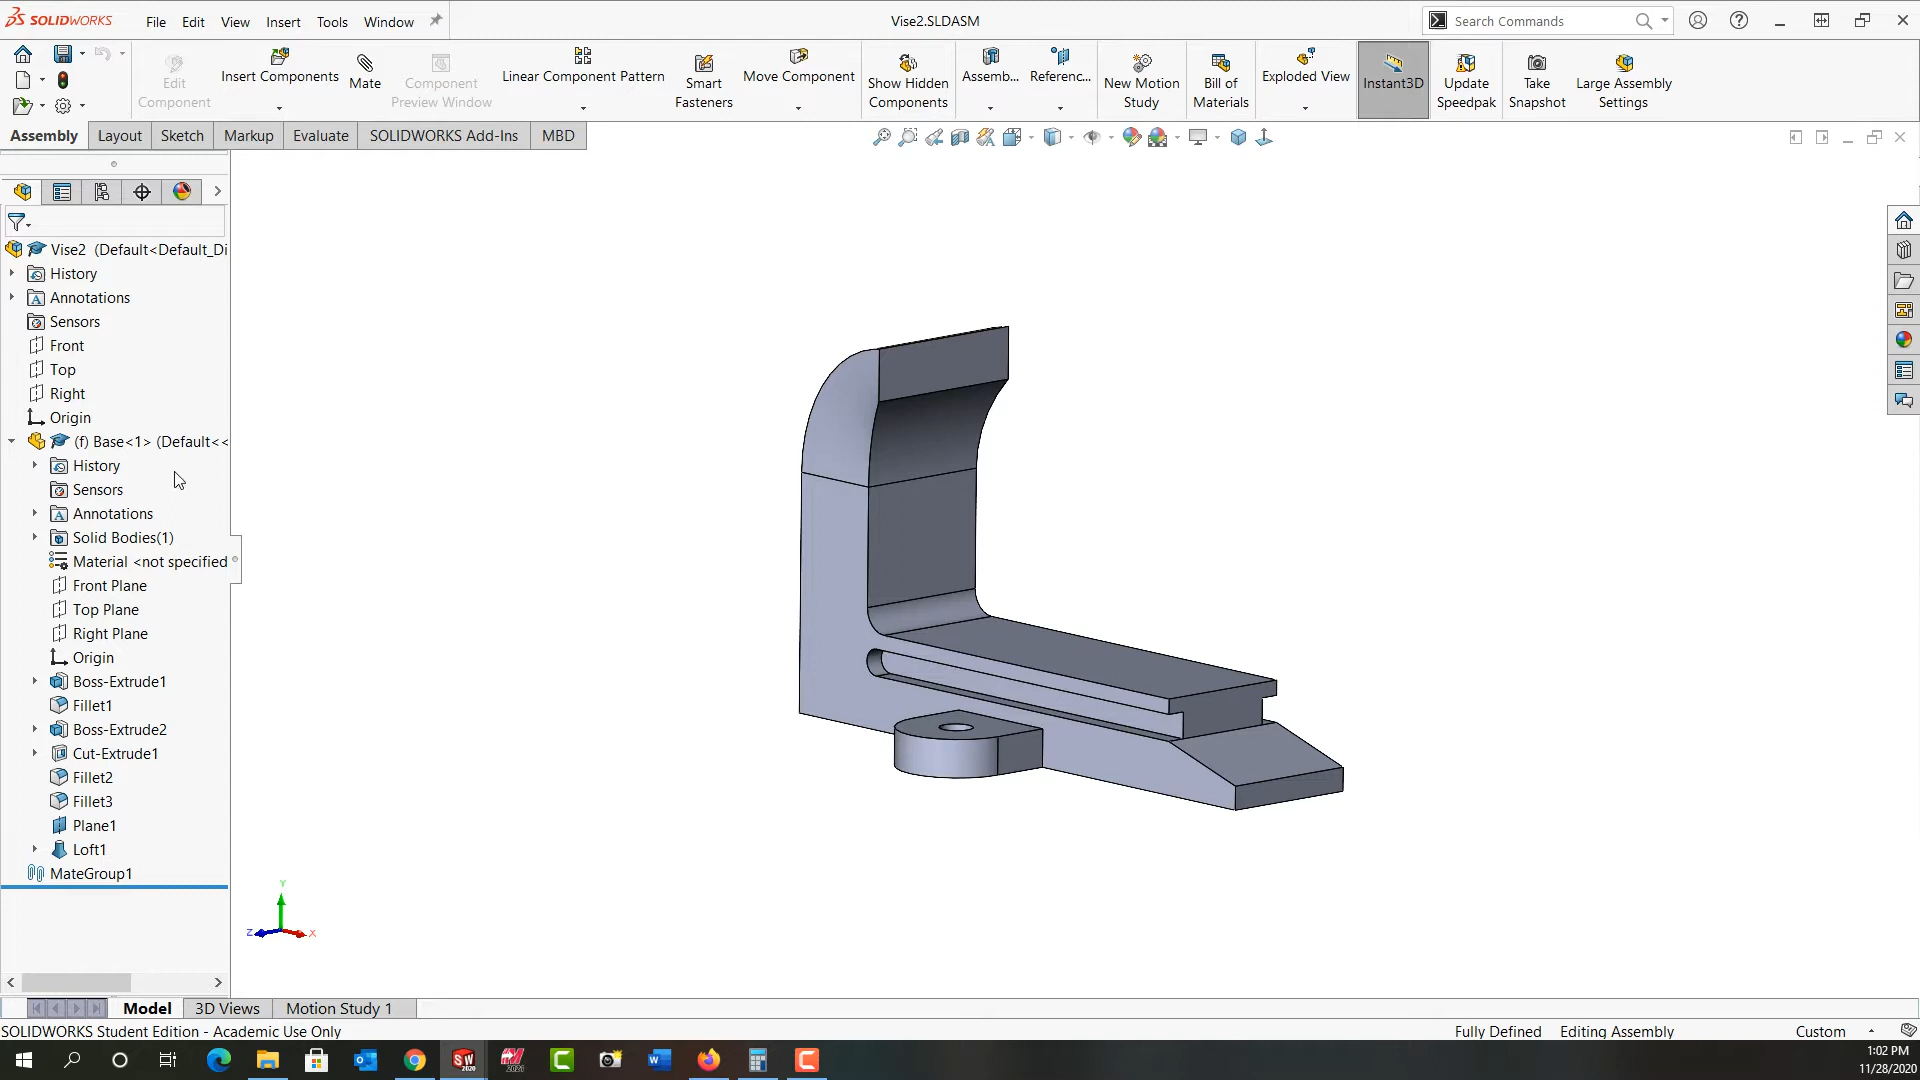 SOLIDWORKS File Edit View Insert Tools Window Vise2.SLDASM Search Commands
Edit Component
Insert Components
Mate
Component Preview Window
Linear Component Pattern
Smart Fasteners
Move Component
Show Hidden Components
Assemb...
Referenc...
New Motion Study
Bill of Materials
Exploded View
Instant3D
Update Speedpak
Take Snapshot
Large Assembly Settings
Assembly Layout Sketch Markup Evaluate SOLIDWORKS Add-Ins MBD
Vise2 (Default<Default_Di
History
A Annotations
Sensors
Front
Top
Right
Origin
(f) Base<1> (Default<<
History
Sensors
A Annotations
Solid Bodies(1)
Material <not specified
Front Plane
Top Plane
Right Plane
Origin
Boss-Extrude1
Fillet1
Boss-Extrude2
Cut-Extrude1
Fillet2
Fillet3
Plane1
Loft1
MateGroup1
Y
Z X
Model 3D Views Motion Study 1
SOLIDWORKS Student Edition - Academic Use Only Fully Defined Editing Assembly Custom
1:02 PM
11/28/2020